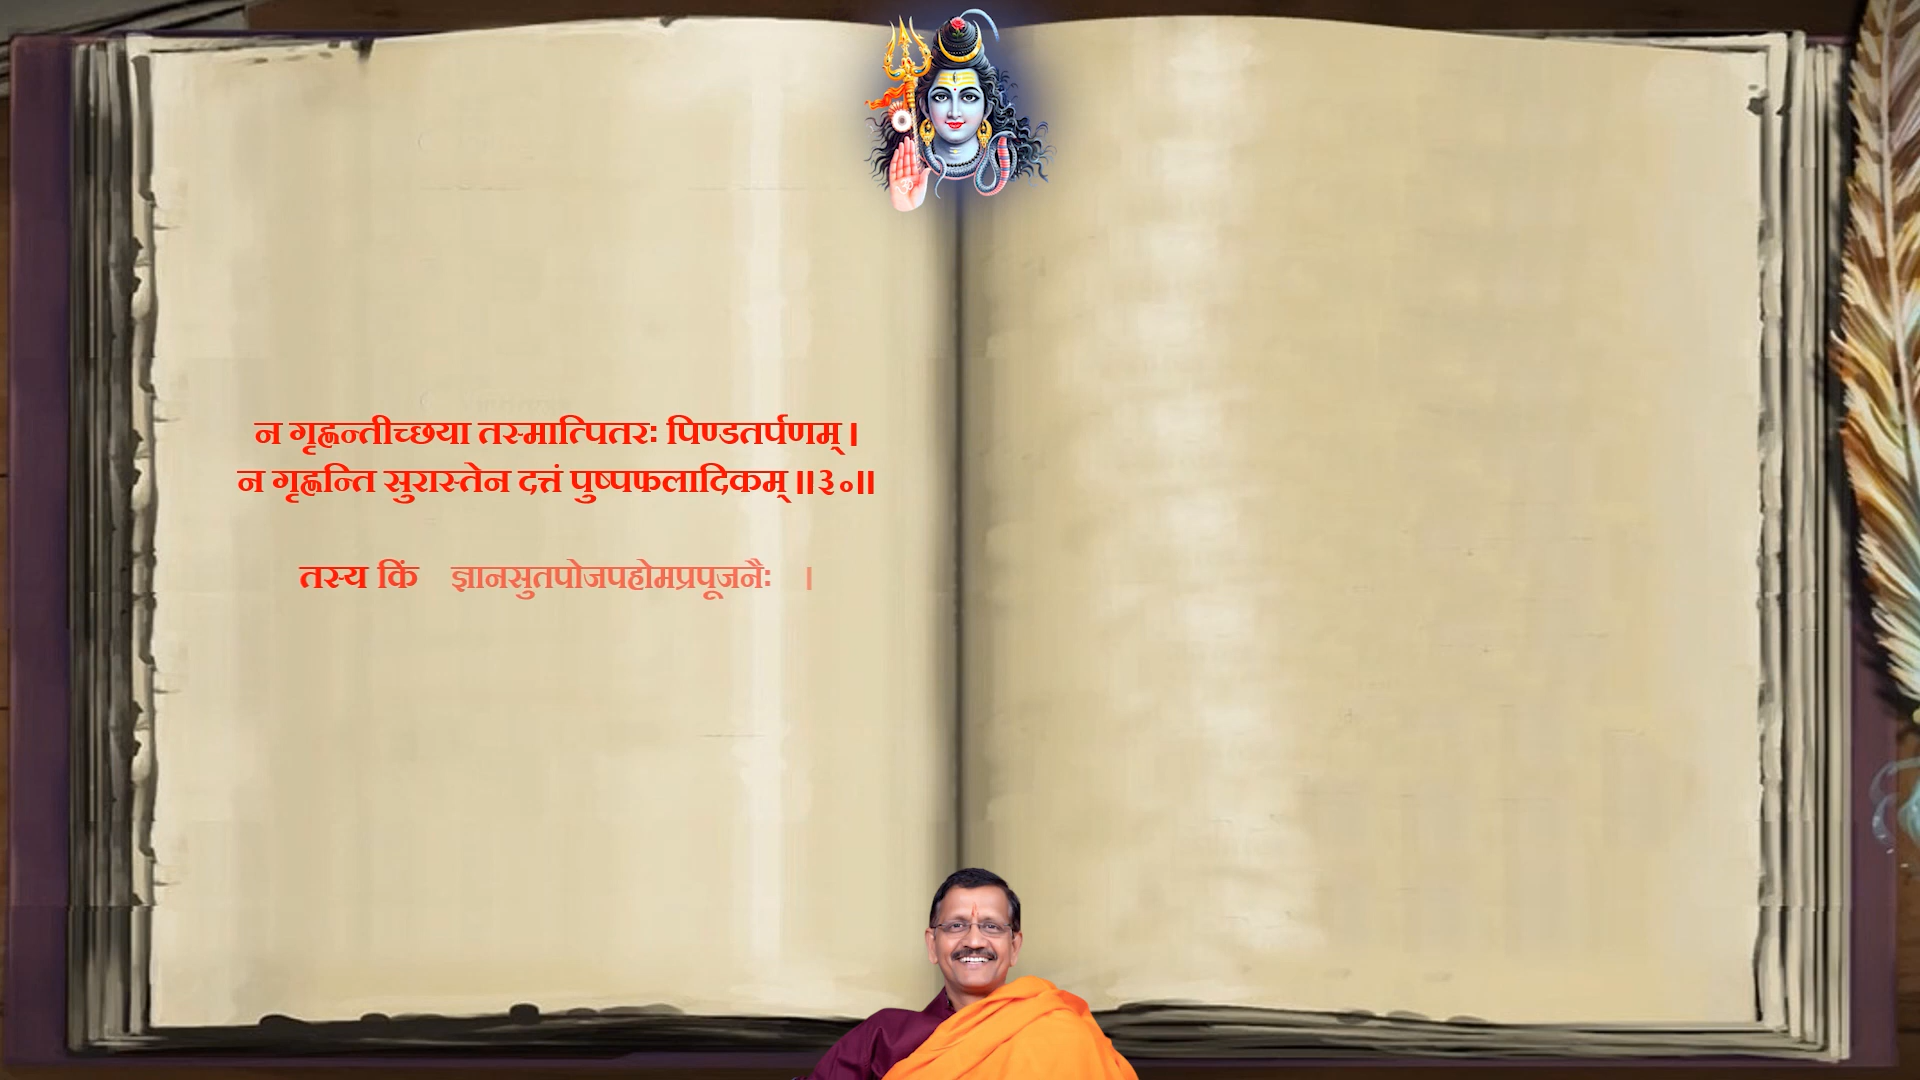 न गृह्णन्तीच्छया तस्मात्पितरः पिण्डतर्पणम् ।
न गृह्णन्ति सुरास्तेन दत्तं पुष्पफलादिकम् ॥३०॥
तस्य किं ज्ञानसुतपोजपहोमप्रपूजनैः ।